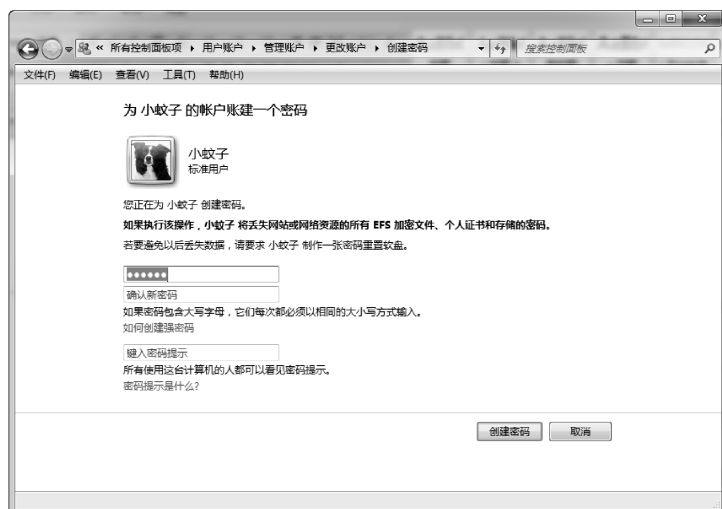 « 所有控制面板项 ▸ 用户账户 ▸ 管理账户 ▸ 更改账户 ▸ 创建密码 搜索控制面板
文件(F) 编辑(E) 查看(V) 工具(T) 帮助(H)
为 小蚊子 的帐户账建一个密码
小蚊子
标准用户
您正在为 小蚊子 创建密码。
如果执行该操作，小蚊子 将丢失网站或网络资源的所有 EFS 加密文件、个人证书和存储的密码。
若要避免以后丢失数据，请要求 小蚊子 制作一张密码重置软盘。
●●●●●●
确认新密码
如果密码包含大写字母，它们每次都必须以相同的大小写方式输入。
如何创建强密码
键入密码提示
所有使用这台计算机的人都可以看见密码提示。
密码提示是什么?
创建密码 取消